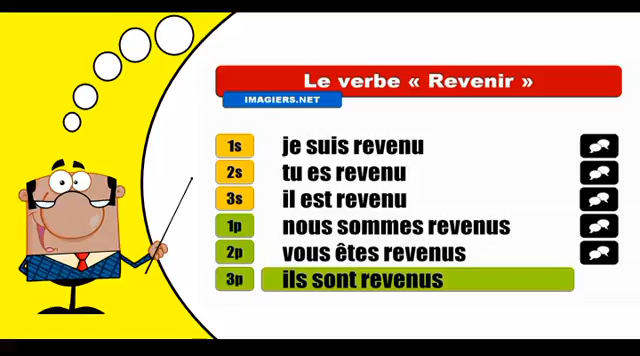 Le verbe « Revenir »
IMAGIERS.NET
1s je suis revenu
2s tu es revenu
3s il est revenu
1p nous sommes revenus
2p vous êtes revenus
3p ils sont revenus